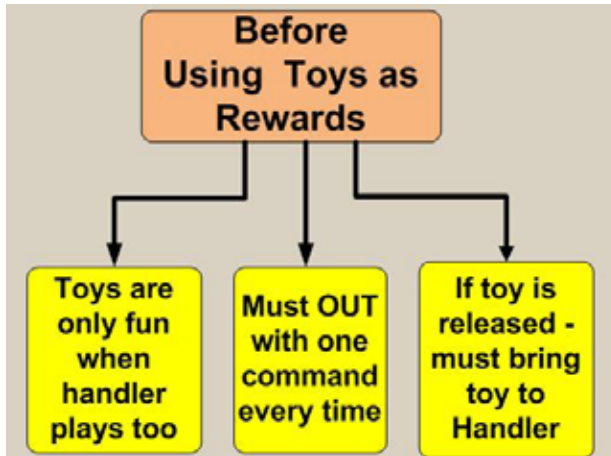 Before
Using Toys as
Rewards
Toys are
only fun
when
handler
plays too
Must OUT
with one
command
every time
If toy is
released -
must bring
toy to
Handler